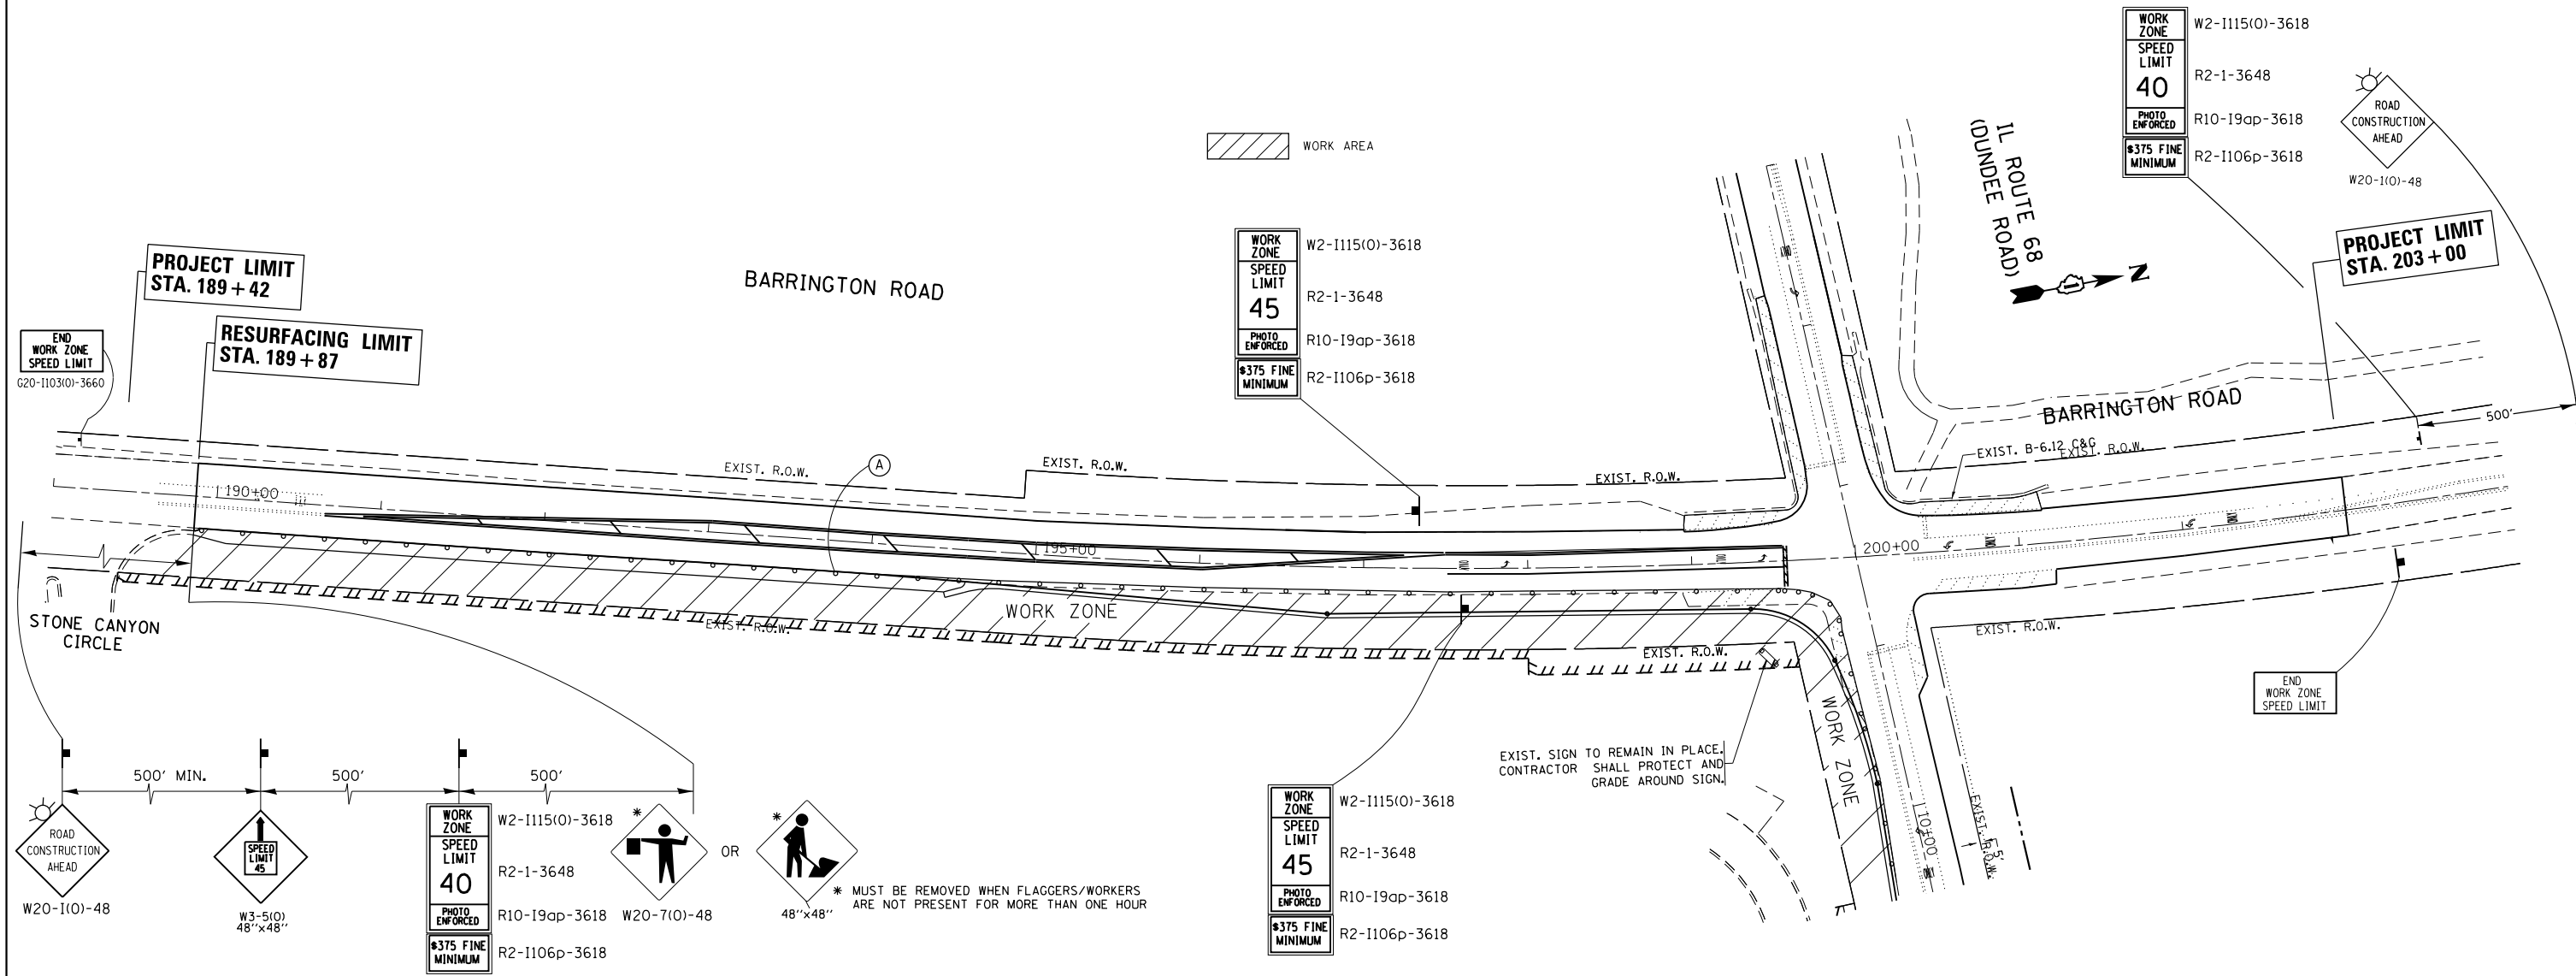 WORK
ZONE
SPEED
LIMIT
40
PHOTO
ENFORCED
$375 FINE
MINIMUM
W2-I115(O)-3618
R2-1-3648
R10-I9ap-3618
R2-I106p-3618
ROAD
CONSTRUCTION
AHEAD
W20-1(O)-48
WORK AREA
IL ROUTE 68
(DUNDEE ROAD)
N
PROJECT LIMIT
STA. 203+00
500'
WORK
ZONE
SPEED
LIMIT
45
PHOTO
ENFORCED
$375 FINE
MINIMUM
W2-I115(O)-3618
R2-1-3648
R10-I9ap-3618
R2-I106p-3618
PROJECT LIMIT
STA. 189+42
BARRINGTON ROAD
RESURFACING LIMIT
STA. 189+87
END
WORK ZONE
SPEED LIMIT
G20-I103(O)-3660
BARRINGTON ROAD
EXIST. B-6.12 C&G
EXIST. R.O.W.
EXIST. R.O.W.
A
EXIST. R.O.W.
EXIST. R.O.W.
190+00
195+00
200+00
STONE CANYON
CIRCLE
EXIST. R.O.W.
WORK ZONE
EXIST. R.O.W.
EXIST. R.O.W.
WORK ZONE
END
WORK ZONE
SPEED LIMIT
EXIST. SIGN TO REMAIN IN PLACE.
CONTRACTOR SHALL PROTECT AND
GRADE AROUND SIGN.
10+00
EXIST. R.O.W.
5'
500' MIN.
500'
500'
ROAD
CONSTRUCTION
AHEAD
W20-I(O)-48
SPEED
LIMIT
45
W3-5(O)
48"x48"
WORK
ZONE
SPEED
LIMIT
40
PHOTO
ENFORCED
$375 FINE
MINIMUM
W2-I115(O)-3618
R2-1-3648
R10-I9ap-3618
R2-I106p-3618
*
W20-7(O)-48
OR
*
48"x48"
* MUST BE REMOVED WHEN FLAGGERS/WORKERS
ARE NOT PRESENT FOR MORE THAN ONE HOUR
WORK
ZONE
SPEED
LIMIT
45
PHOTO
ENFORCED
$375 FINE
MINIMUM
W2-I115(O)-3618
R2-1-3648
R10-I9ap-3618
R2-I106p-3618